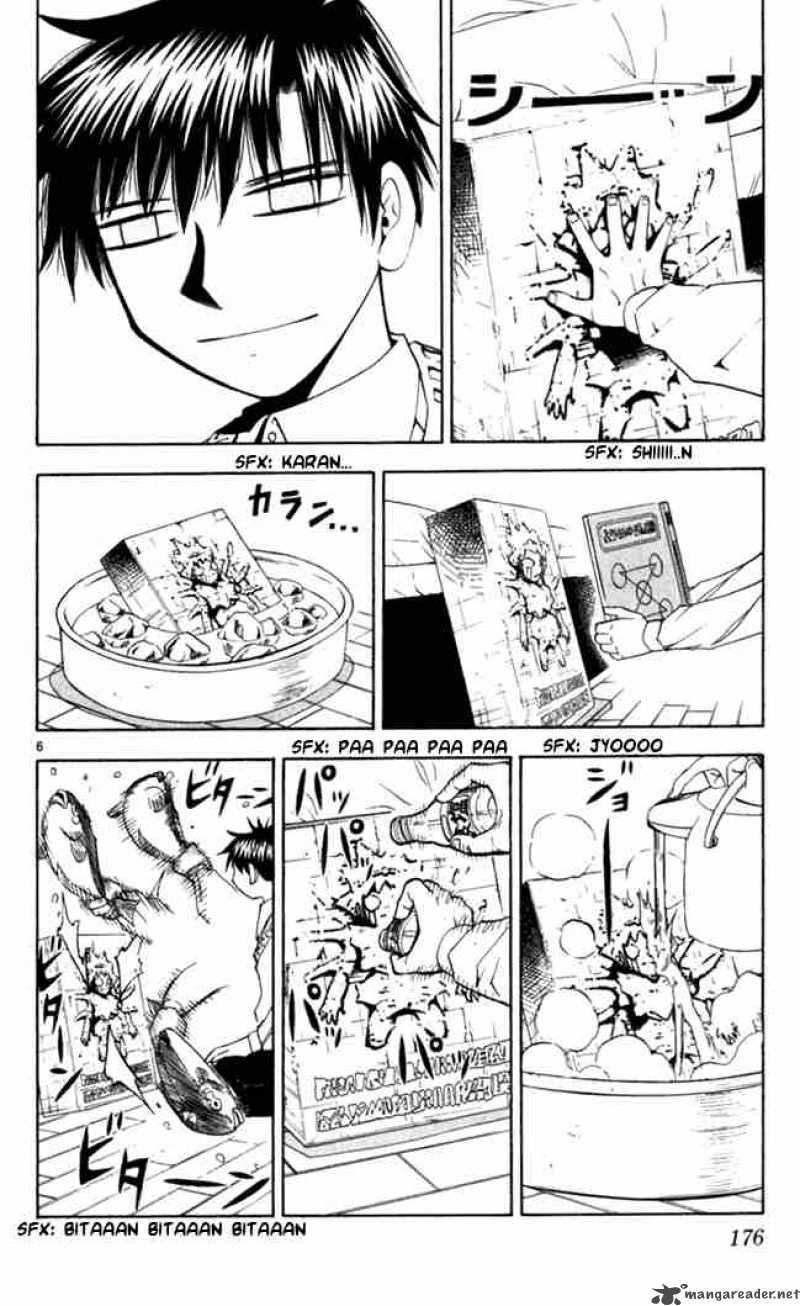 シーン
SFX: KARAN...
SFX: SHIIIII..N
カラン...
6
SFX: PAA PAA PAA PAA
SFX: JYOOOO
ビターン
パッ
ジョ
ビターン
ビターン
SFX: BITAAAN BITAAAN BITAAAN
176
mangareader.net